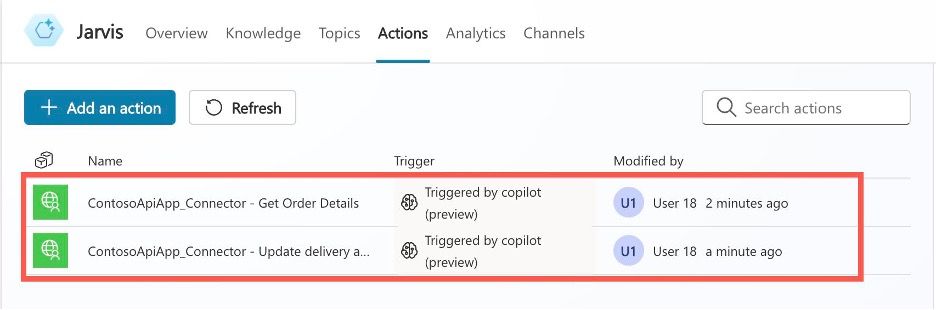 Jarvis Overview Knowledge Topics Actions Analytics Channels
+ Add an action Refresh Search actions
Name Trigger Modified by
ContosoApiApp_Connector - Get Order Details Triggered by copilot (preview) U1 User 18 2 minutes ago
ContosoApiApp_Connector - Update delivery a... Triggered by copilot (preview) U1 User 18 a minute ago